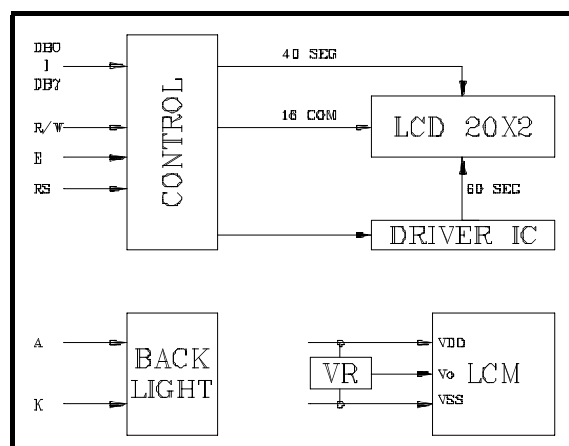 DB0
DB7
R/W
E
RS
CONTROL
40 SEG
16 COM
LCD 20X2
60 SEG
DRIVER IC
A
K
BACK
LIGHT
VR
VDD
Vo
VSS
LCM